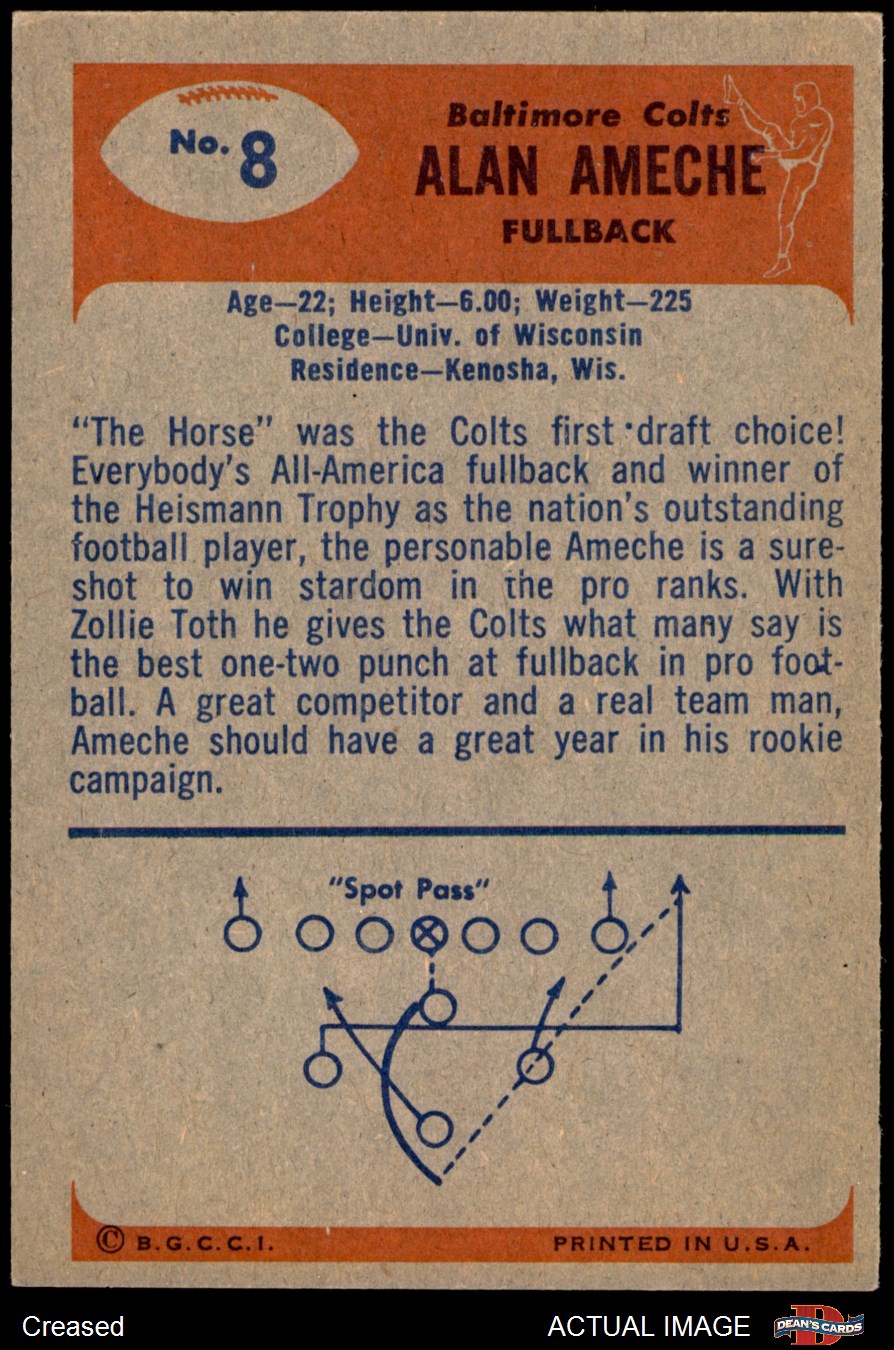 No. 8
Baltimore Colts
ALAN AMECHE
FULLBACK
Age—22; Height—6.00; Weight—225
College—Univ. of Wisconsin
Residence—Kenosha, Wis.
"The Horse" was the Colts first draft choice!
Everybody's All-America fullback and winner of
the Heismann Trophy as the nation's outstanding
football player, the personable Ameche is a sure-
shot to win stardom in the pro ranks. With
Zollie Toth he gives the Colts what many say is
the best one-two punch at fullback in pro foot-
ball. A great competitor and a real team man,
Ameche should have a great year in his rookie
campaign.
"Spot Pass"
© B.G.C.C.I.
PRINTED IN U.S.A.
Creased
ACTUAL IMAGE
DEAN'S CARDS